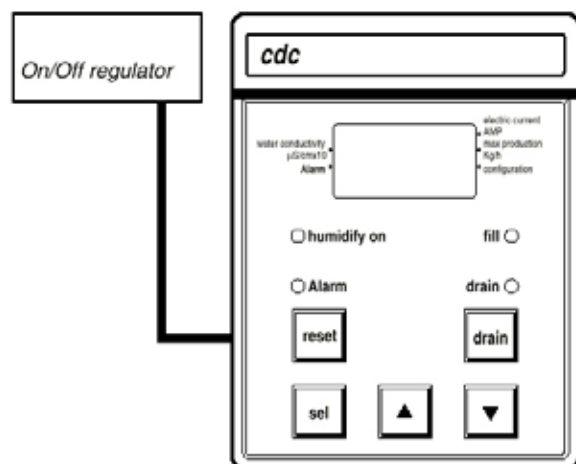 On/Off regulator
cdc
electric current
AMP
water conductivity
max production
µS/cmx10
Kg/h
Alarm
configuration
humidify on
fill
Alarm
drain
reset
drain
sel